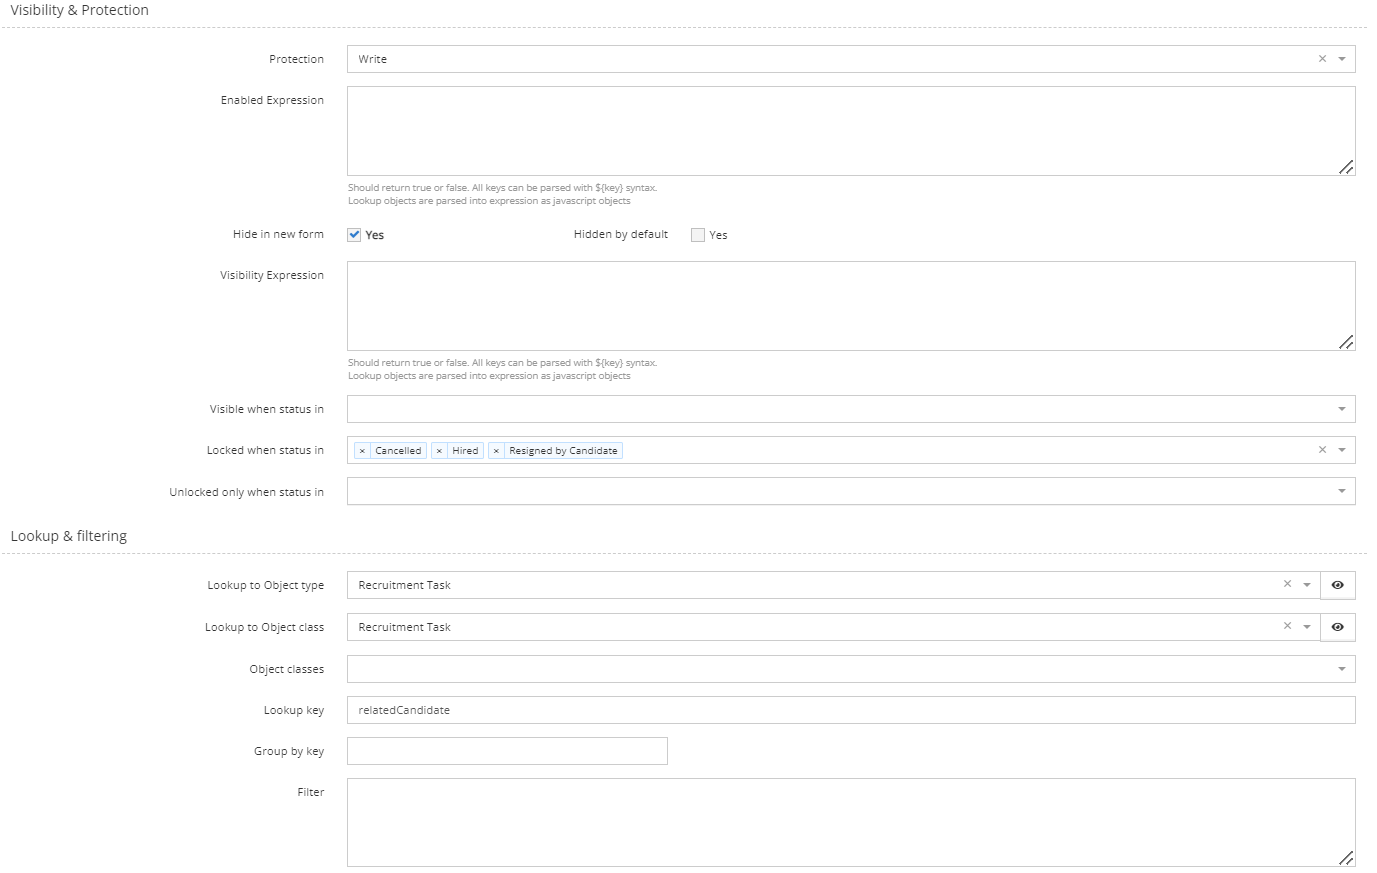 Visibility & Protection
Protection
Write
Enabled Expression
Should return true or false. All keys can be parsed with ${key} syntax.
Lookup objects are parsed into expression as javascript objects
Hide in new form Yes Hidden by default Yes
Visibility Expression
Should return true or false. All keys can be parsed with ${key} syntax.
Lookup objects are parsed into expression as javascript objects
Visible when status in
Locked when status in × Cancelled × Hired × Resigned by Candidate
Unlocked only when status in
Lookup & filtering
Lookup to Object type Recruitment Task
Lookup to Object class Recruitment Task
Object classes
Lookup key relatedCandidate
Group by key
Filter